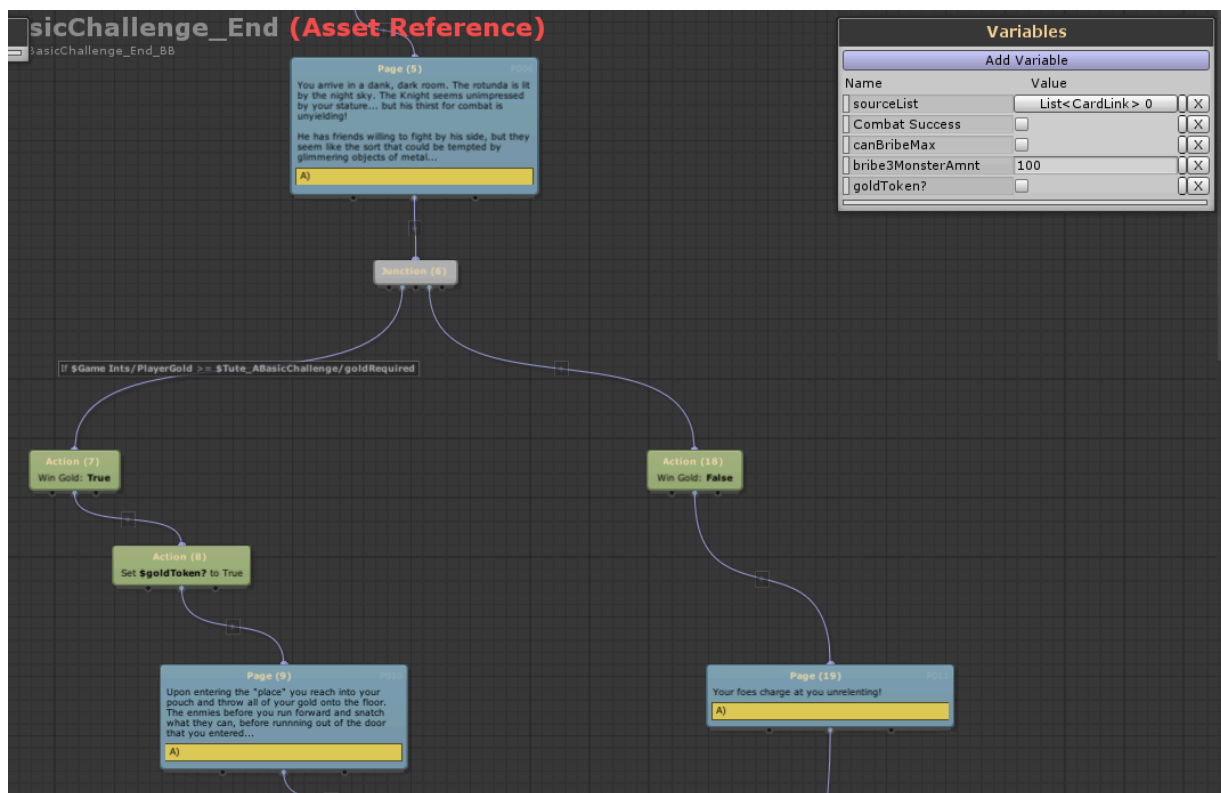 sicChallenge_End (Asset Reference)
BasicChallenge_End_BB
Variables
Add Variable
Name Value
sourceList List<CardLink> 0 X
Combat Success X
canBribeMax X
bribe3MonsterAmnt 100 X
goldToken? X
Page (5)
You arrive in a dank, dark room. The rotunda is lit
by the night sky. The Knight seems unimpressed
by your stature... but his thirst for combat is
unyielding!
He has friends willing to fight by his side, but they
seem like the sort that could be tempted by
glimmering objects of metal...
A)
Junction (6)
If $Game Ints/PlayerGold >= $Tute_ABasicChallenge/goldRequired
Action (7)
Win Gold: True
Action (18)
Win Gold: False
Action (8)
Set $goldToken? to True
Page (9)
Upon entering the "place" you reach into your
pouch and throw all of your gold onto the floor.
The enmies before you run forward and snatch
what they can, before runnning out of the door
that you entered...
A)
Page (19)
Your foes charge at you unrelenting!
A)